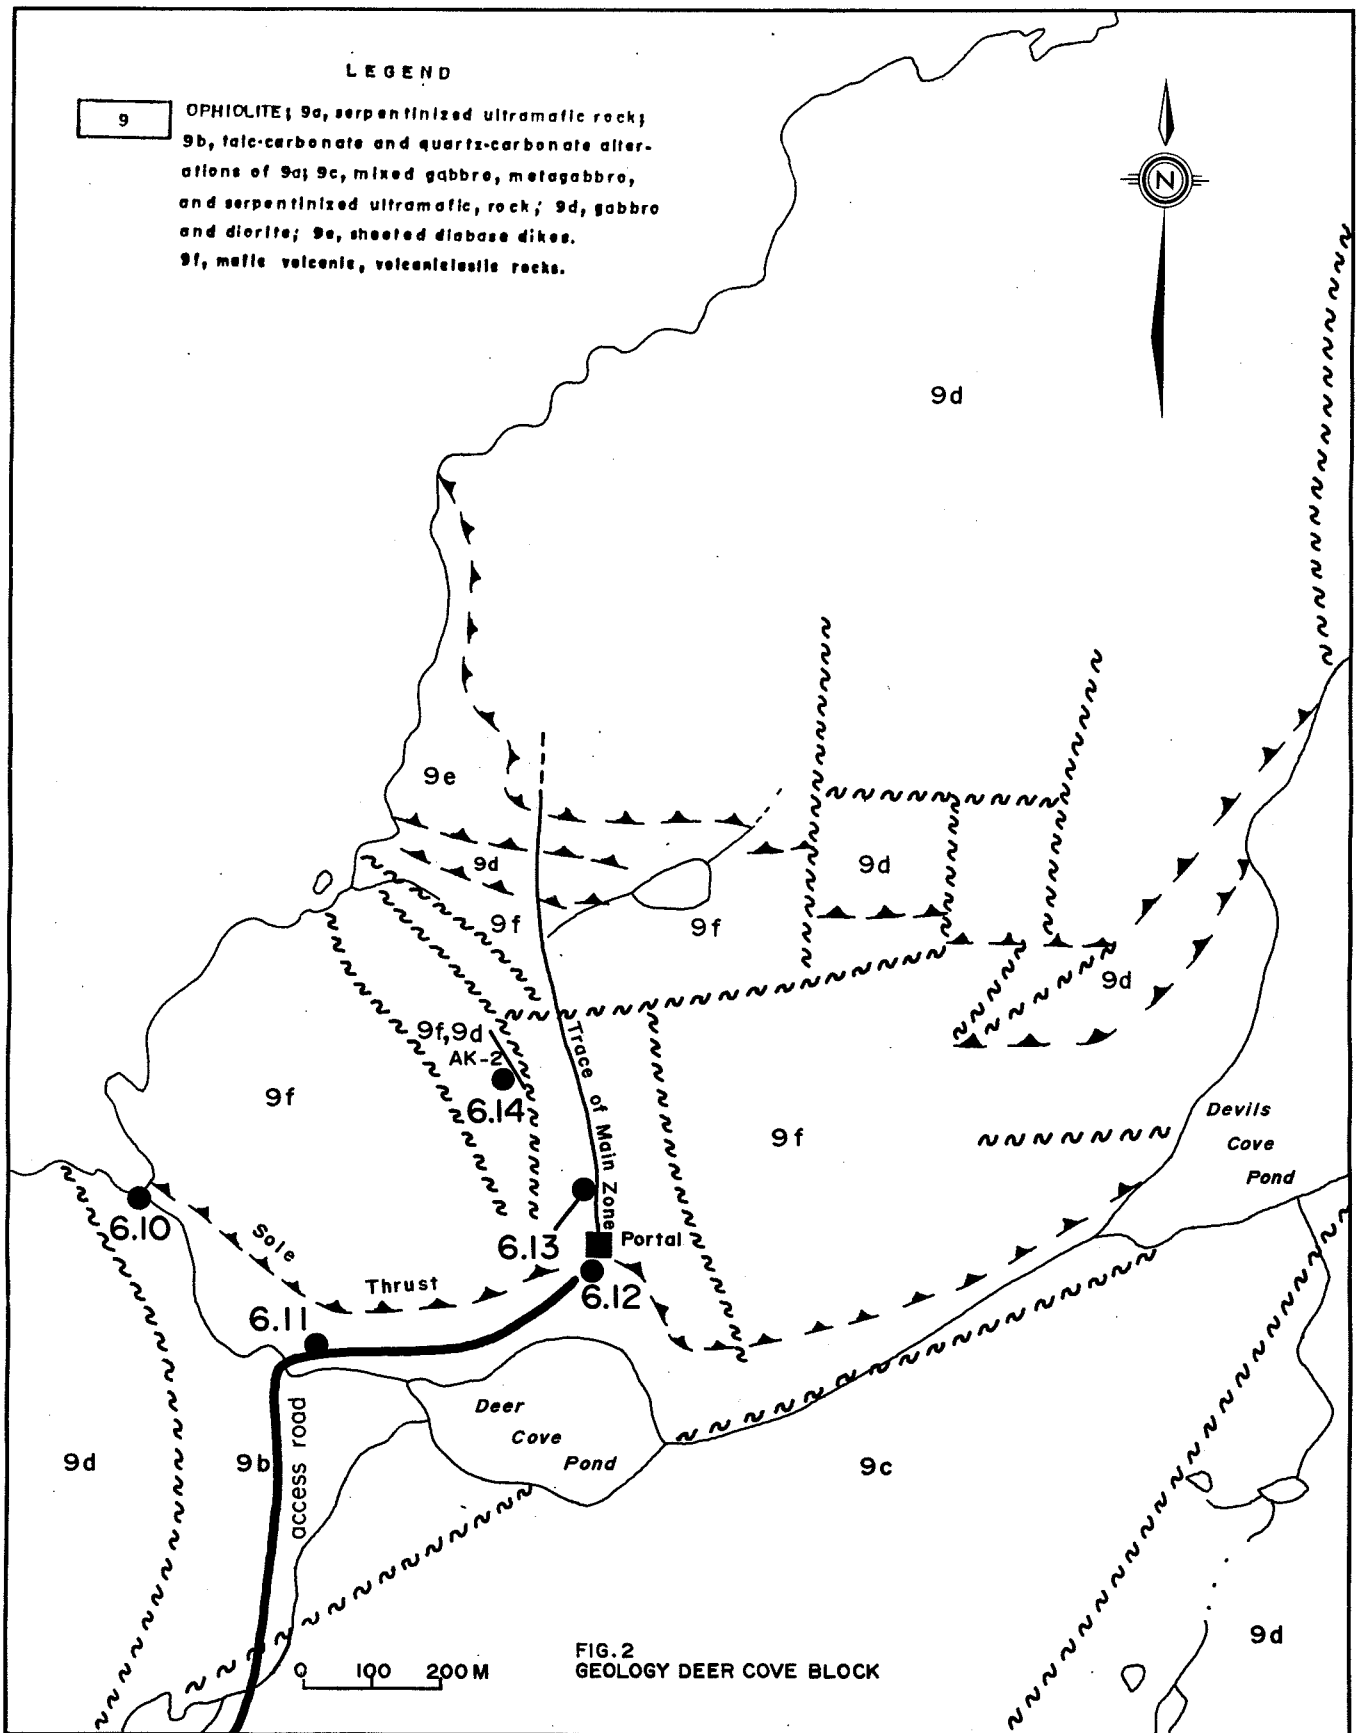 LEGEND
9
OPHIOLITE; 9a, serpentinized ultramafic rock;
9b, talc-carbonate and quartz-carbonate alter-
ations of 9a; 9c, mixed gabbro, metagabbro,
and serpentinized ultramafic, rock; 9d, gabbro
and diorite; 9e, sheeted diabase dikes.
9f, mafic volcanic, volcaniclastic rocks.
N
9d
9e
9d
9d
9f
9f
9d
9f,9d
AK-2
6.14
9f
Trace of Main Zone
9f
Devils
Cove
Pond
6.10
Sole
Thrust
6.13
Portal
6.12
6.11
Deer
Cove
Pond
9d
9b
access road
9c
9d
FIG.2
GEOLOGY DEER COVE BLOCK
0 100 200M